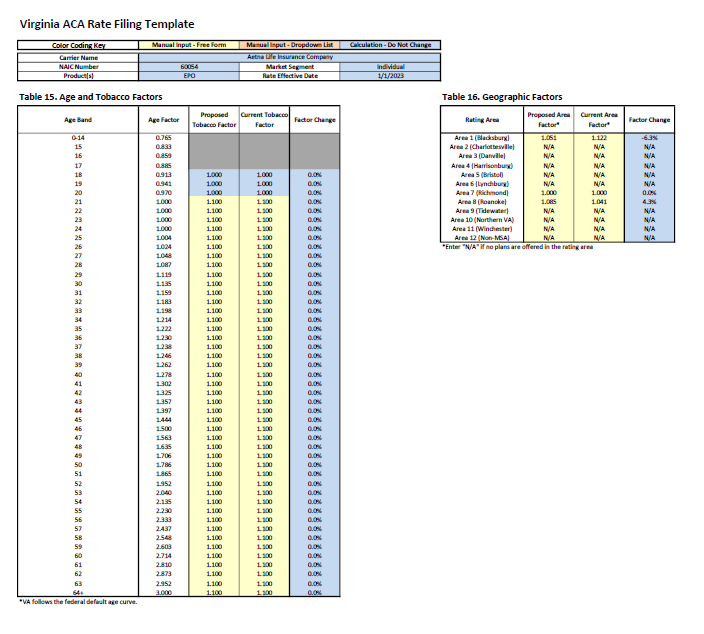 Virginia ACA Rate Filing Template
Color Coding Key Manual Input - Free Form Manual Input - Dropdown List Calculation - Do Not Change
Carrier Name Aetna Life Insurance Company
NAIC Number 60054 Market Segment Individual
Product(s) EPO Rate Effective Date 1/1/2023
Table 15. Age and Tobacco Factors
Age Band Age Factor Proposed Tobacco Factor Current Tobacco Factor Factor Change
0-14 0.765
15 0.833
16 0.859
17 0.885
18 0.913 1.000 1.000 0.0%
19 0.941 1.000 1.000 0.0%
20 0.970 1.000 1.000 0.0%
21 1.000 1.100 1.100 0.0%
22 1.000 1.100 1.100 0.0%
23 1.000 1.100 1.100 0.0%
24 1.000 1.100 1.100 0.0%
25 1.004 1.100 1.100 0.0%
26 1.024 1.100 1.100 0.0%
27 1.048 1.100 1.100 0.0%
28 1.087 1.100 1.100 0.0%
29 1.119 1.100 1.100 0.0%
30 1.135 1.100 1.100 0.0%
31 1.159 1.100 1.100 0.0%
32 1.183 1.100 1.100 0.0%
33 1.198 1.100 1.100 0.0%
34 1.214 1.100 1.100 0.0%
35 1.222 1.100 1.100 0.0%
36 1.230 1.100 1.100 0.0%
37 1.238 1.100 1.100 0.0%
38 1.246 1.100 1.100 0.0%
39 1.262 1.100 1.100 0.0%
40 1.278 1.100 1.100 0.0%
41 1.302 1.100 1.100 0.0%
42 1.325 1.100 1.100 0.0%
43 1.357 1.100 1.100 0.0%
44 1.397 1.100 1.100 0.0%
45 1.444 1.100 1.100 0.0%
46 1.500 1.100 1.100 0.0%
47 1.563 1.100 1.100 0.0%
48 1.635 1.100 1.100 0.0%
49 1.706 1.100 1.100 0.0%
50 1.786 1.100 1.100 0.0%
51 1.865 1.100 1.100 0.0%
52 1.952 1.100 1.100 0.0%
53 2.040 1.100 1.100 0.0%
54 2.135 1.100 1.100 0.0%
55 2.230 1.100 1.100 0.0%
56 2.333 1.100 1.100 0.0%
57 2.437 1.100 1.100 0.0%
58 2.548 1.100 1.100 0.0%
59 2.603 1.100 1.100 0.0%
60 2.714 1.100 1.100 0.0%
61 2.810 1.100 1.100 0.0%
62 2.873 1.100 1.100 0.0%
63 2.952 1.100 1.100 0.0%
64+ 3.000 1.100 1.100 0.0%
*VA follows the federal default age curve.
Table 16. Geographic Factors
Rating Area Proposed Area Factor* Current Area Factor* Factor Change
Area 1 (Blacksburg) 1.051 1.122 -6.3%
Area 2 (Charlottesville) N/A N/A N/A
Area 3 (Danville) N/A N/A N/A
Area 4 (Harrisonburg) N/A N/A N/A
Area 5 (Bristol) N/A N/A N/A
Area 6 (Lynchburg) N/A N/A N/A
Area 7 (Richmond) 1.000 1.000 0.0%
Area 8 (Roanoke) 1.085 1.041 4.3%
Area 9 (Tidewater) N/A N/A N/A
Area 10 (Northern VA) N/A N/A N/A
Area 11 (Winchester) N/A N/A N/A
Area 12 (Non-MSA) N/A N/A N/A
*Enter "N/A" if no plans are offered in the rating area